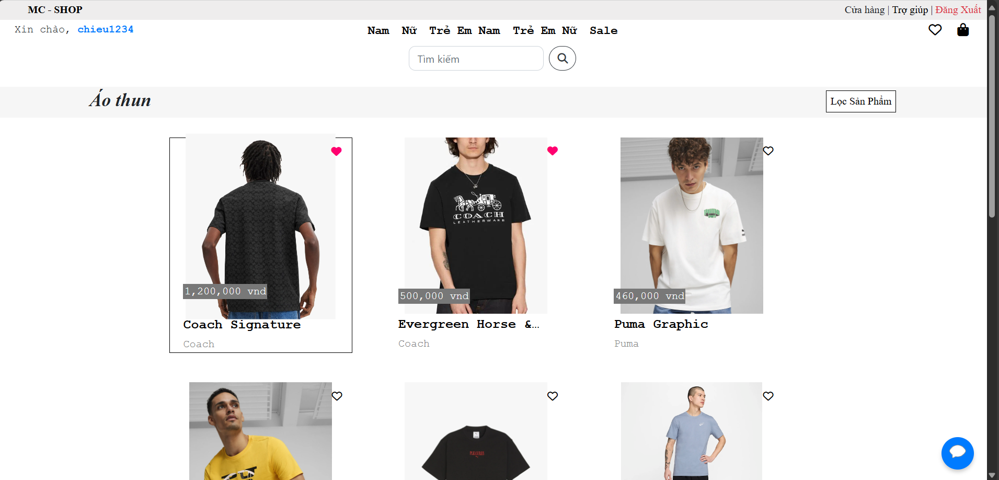 MC - SHOP
Cửa hàng | Trợ giúp | Đăng Xuất
Xin chào, chieu1234
Nam Nữ Trẻ Em Nam Trẻ Em Nữ Sale
Tìm kiếm
Áo thun
Lọc Sản Phẩm
COACH
LEATHERWARE
1,200,000 vnd
500,000 vnd
460,000 vnd
Coach Signature
Evergreen Horse &...
Puma Graphic
Coach
Coach
Puma
PLEASURES